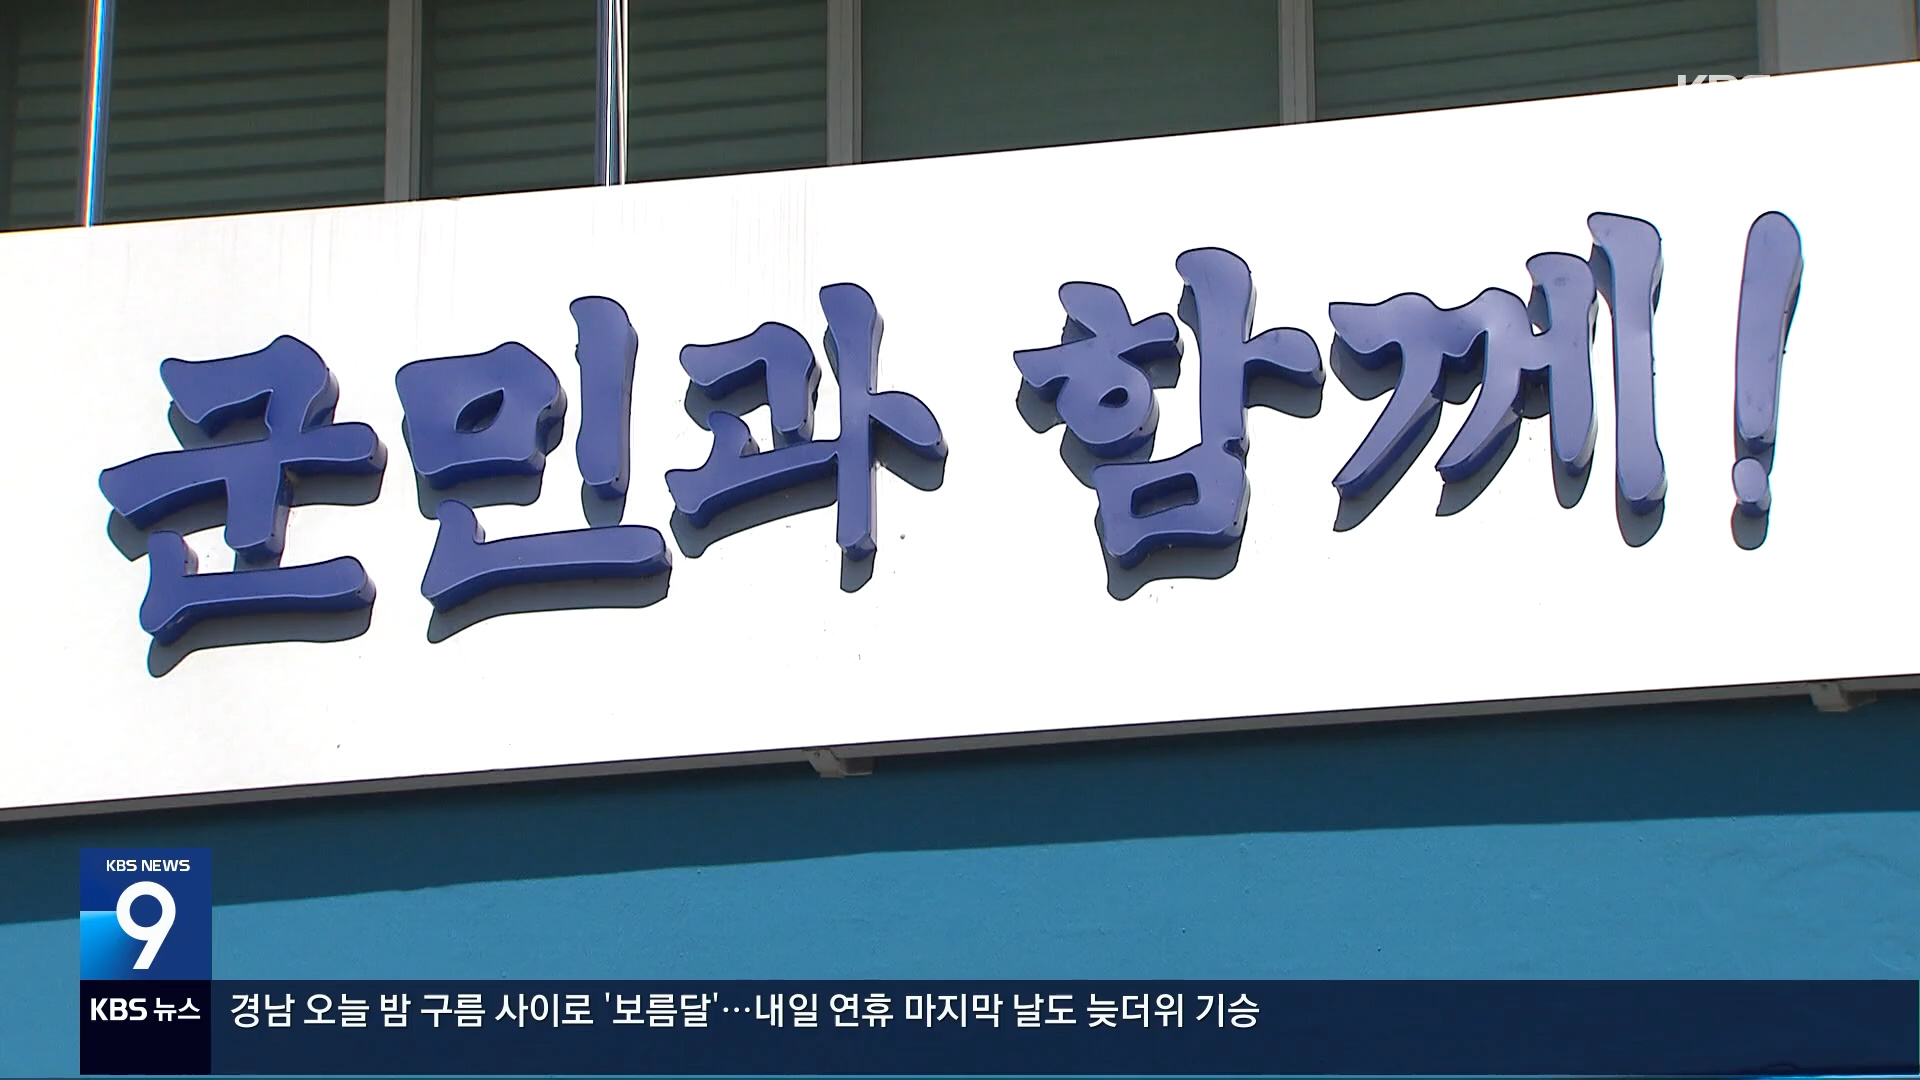 KBS
군민과 함께!
KBS NEWS
9
KBS 뉴스
경남 오늘 밤 구름 사이로 '보름달'…내일 연휴 마지막 날도 늦더위 기승